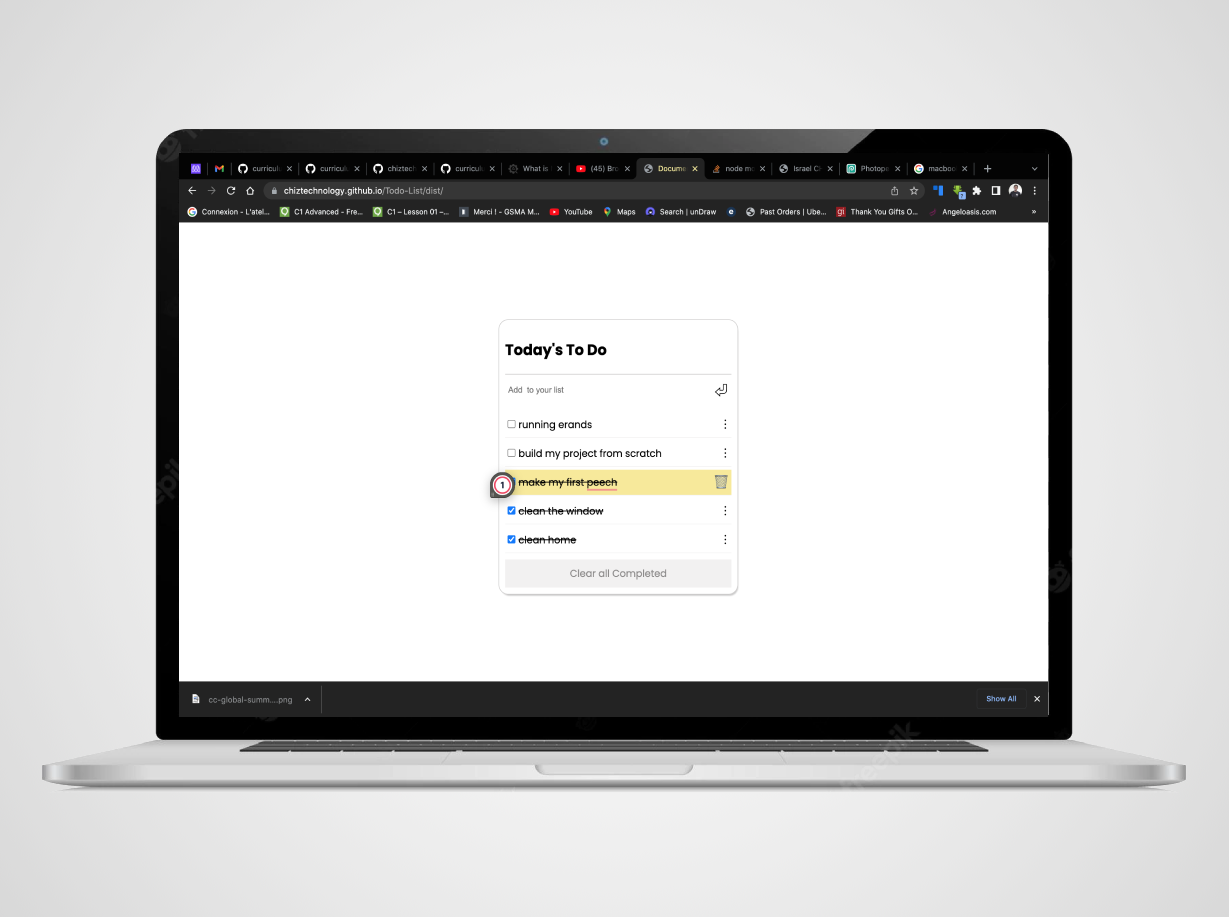 curricul
curricul
chiztech
curricul
What is
(45) Bro
Docume
node mo
Israel C
Photope
macboo
chiztechnology.github.io/Todo-List/dist/
Connexion - L'atel...
C1 Advanced - Fre...
C1 – Lesson 01 –...
Merci ! - GSMA M...
YouTube
Maps
Search | unDraw
e
Past Orders | Ube...
gi
Thank You Gifts O...
Angeloasis.com
»
Today's To Do
Add to your list
running erands
build my project from scratch
1
make my first peech
clean the window
clean home
Clear all Completed
cc-global-summ....png
Show All
freepik